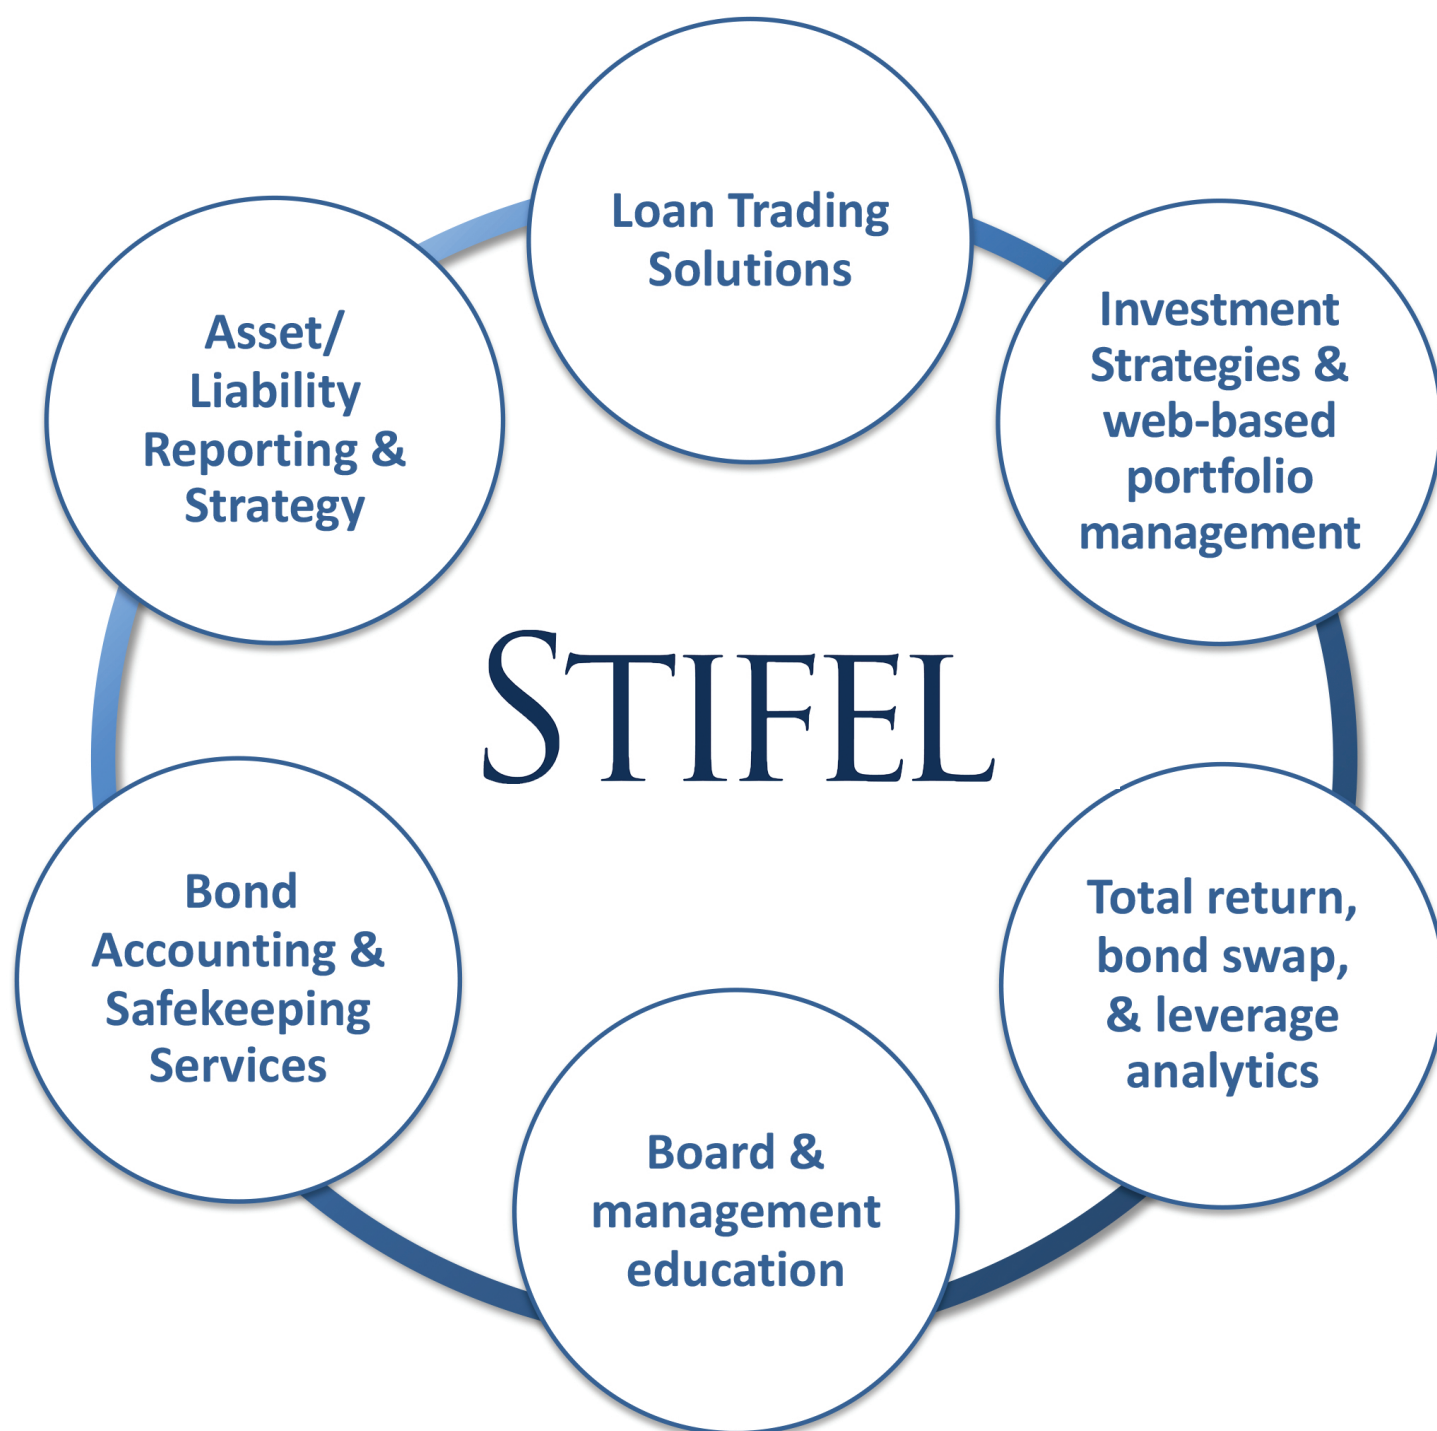 Loan Trading
Solutions
Investment
Strategies &
web-based
portfolio
management
Asset/
Liability
Reporting &
Strategy
STIFEL
Bond
Accounting &
Safekeeping
Services
Total return,
bond swap,
& leverage
analytics
Board &
management
education